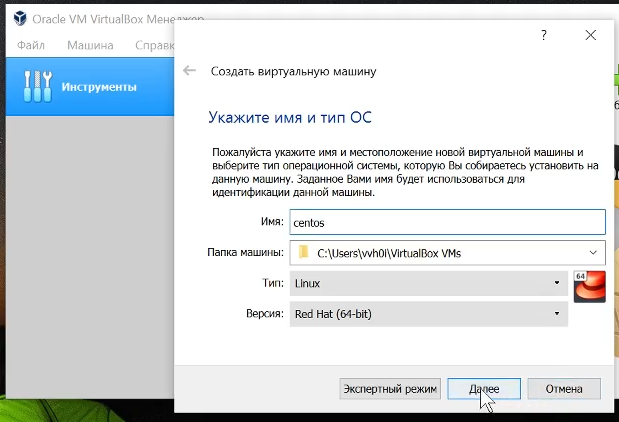 Oracle VM VirtualBox Менеджер
Файл Машина Справк
Инструменты
?
Создать виртуальную машину
Укажите имя и тип ОС
Пожалуйста укажите имя и местоположение новой виртуальной машины и
выберите тип операционной системы, которую Вы собираетесь установить на
данную машину. Заданное Вами имя будет использоваться для
идентификации данной машины.
Имя: centos
Папка машины: C:\Users\vvh0i\VirtualBox VMs
Тип: Linux
64
Версия: Red Hat (64-bit)
Экспертный режим Далее Отмена